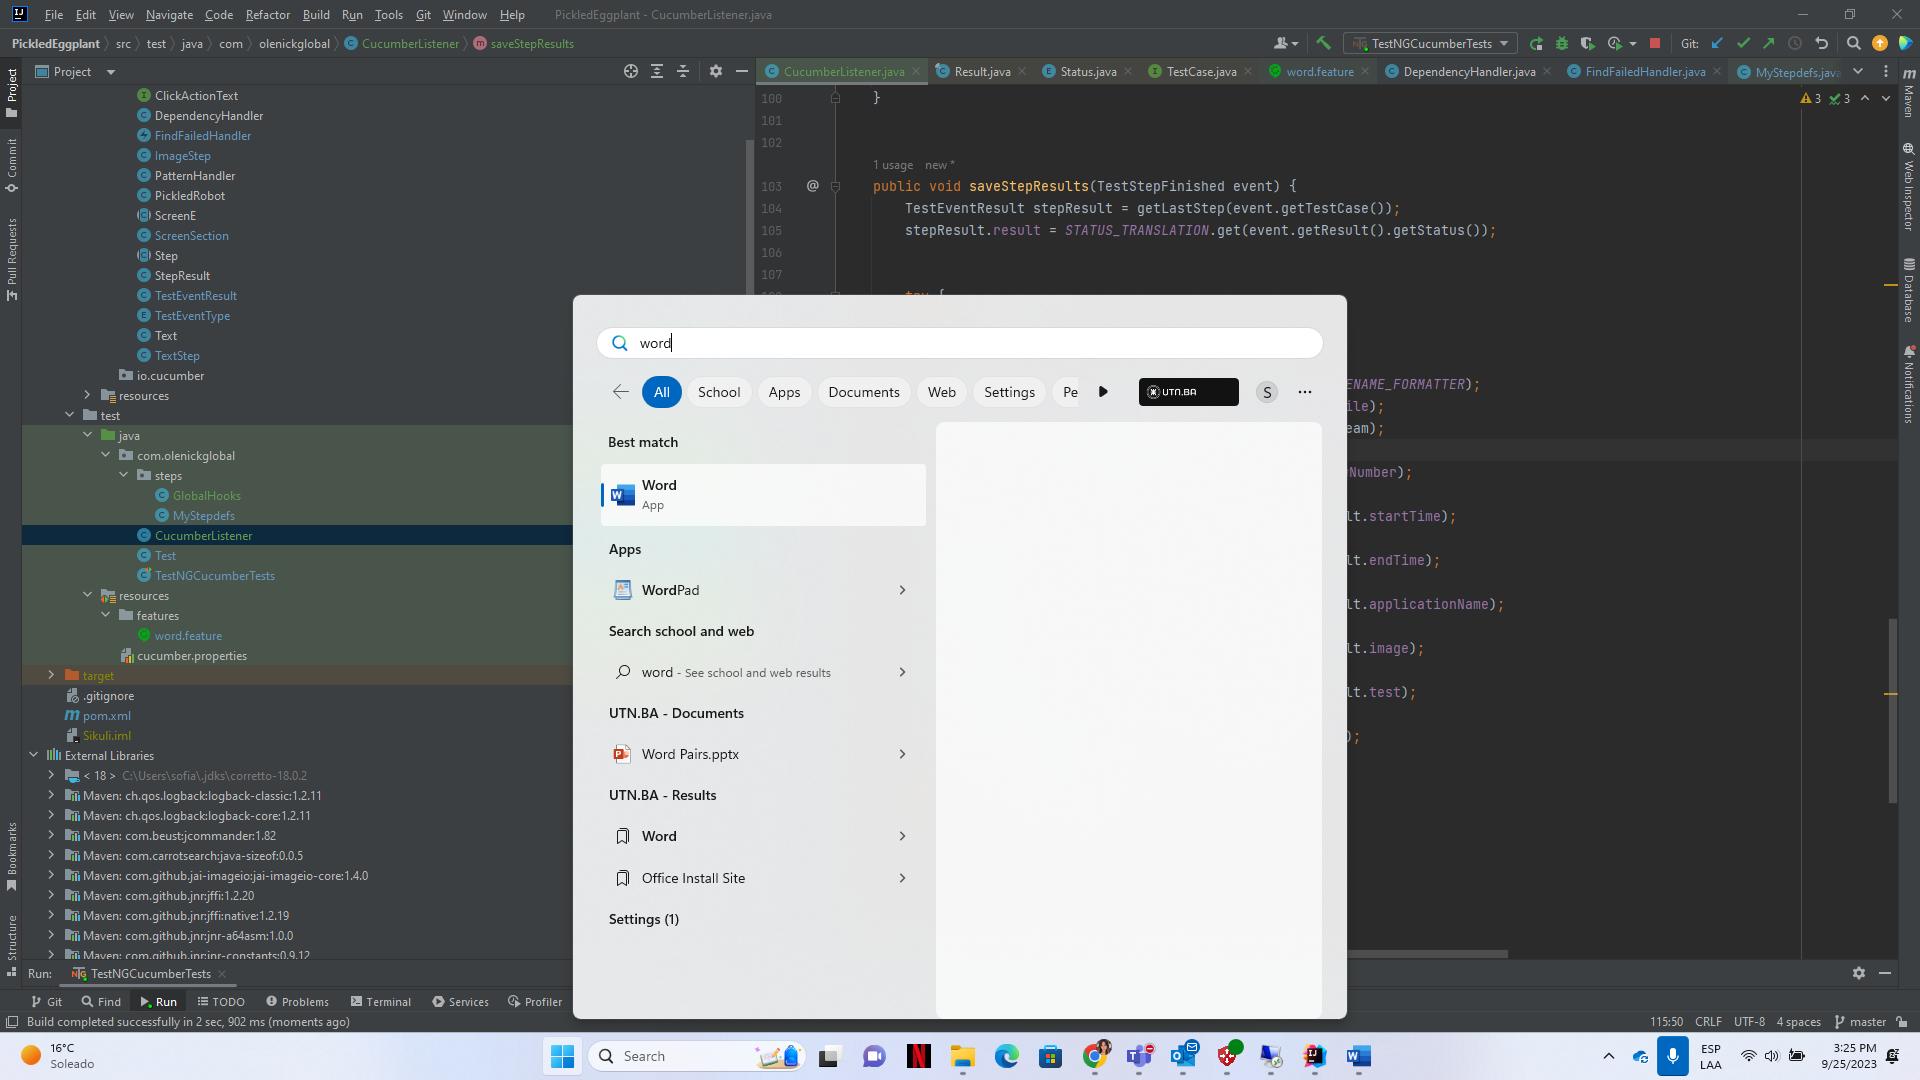 File Edit View Navigate Code Refactor Build Run Tools Git Window Help PickledEggplant - CucumberListener.java
PickledEggplant src test java com olenickglobal CucumberListener saveStepResults TestNGCucumberTests Git:
Project
CucumberListener.java Result.java Status.java TestCase.java word.feature DependencyHandler.java FindFailedHandler.java MyStepdefs.java
Project
Commit
Pull Requests
Bookmarks
Structure
ClickActionText
DependencyHandler
FindFailedHandler
ImageStep
PatternHandler
PickledRobot
ScreenE
ScreenSection
Step
StepResult
TestEventResult
TestEventType
Text
TextStep
io.cucumber
resources
test
java
com.olenickglobal
steps
GlobalHooks
MyStepdefs
CucumberListener
Test
TestNGCucumberTests
resources
features
word.feature
cucumber.properties
target
.gitignore
pom.xml
Sikuli.iml
External Libraries
< 18 > C:\Users\sofia\.jdks\corretto-18.0.2
Maven: ch.qos.logback:logback-classic:1.2.11
Maven: ch.qos.logback:logback-core:1.2.11
Maven: com.beust:jcommander:1.82
Maven: com.carrotsearch:java-sizeof:0.0.5
Maven: com.github.jai-imageio:jai-imageio-core:1.4.0
Maven: com.github.jnr:jffi:1.2.20
Maven: com.github.jnr:jffi:native:1.2.19
Maven: com.github.jnr:jnr-a64asm:1.0.0
Maven: com.github.jnr:jnr-constants:0.9.12
100 }
101
102
1 usage new *
103 @ public void saveStepResults(TestStepFinished event) {
104 TestEventResult stepResult = getLastStep(event.getTestCase());
105 stepResult.result = STATUS_TRANSLATION.get(event.getResult().getStatus());
106
107
3 3
ENAME_FORMATTER);
ile);
eam);
Number);
lt.startTime);
lt.endTime);
lt.applicationName);
lt.image);
lt.test);
);
Maven
Web Inspector
Database
Notifications
word
All School Apps Documents Web Settings Pe UTN.BA S
Best match
Word
App
Apps
WordPad
Search school and web
word - See school and web results
UTN.BA - Documents
Word Pairs.pptx
UTN.BA - Results
Word
Office Install Site
Settings (1)
Run: TestNGCucumberTests
Git Find Run TODO Problems Terminal Services Profiler
Build completed successfully in 2 sec, 902 ms (moments ago) 115:50 CRLF UTF-8 4 spaces master
16°C
Soleado
Search
ESP
LAA
3:25 PM
9/25/2023